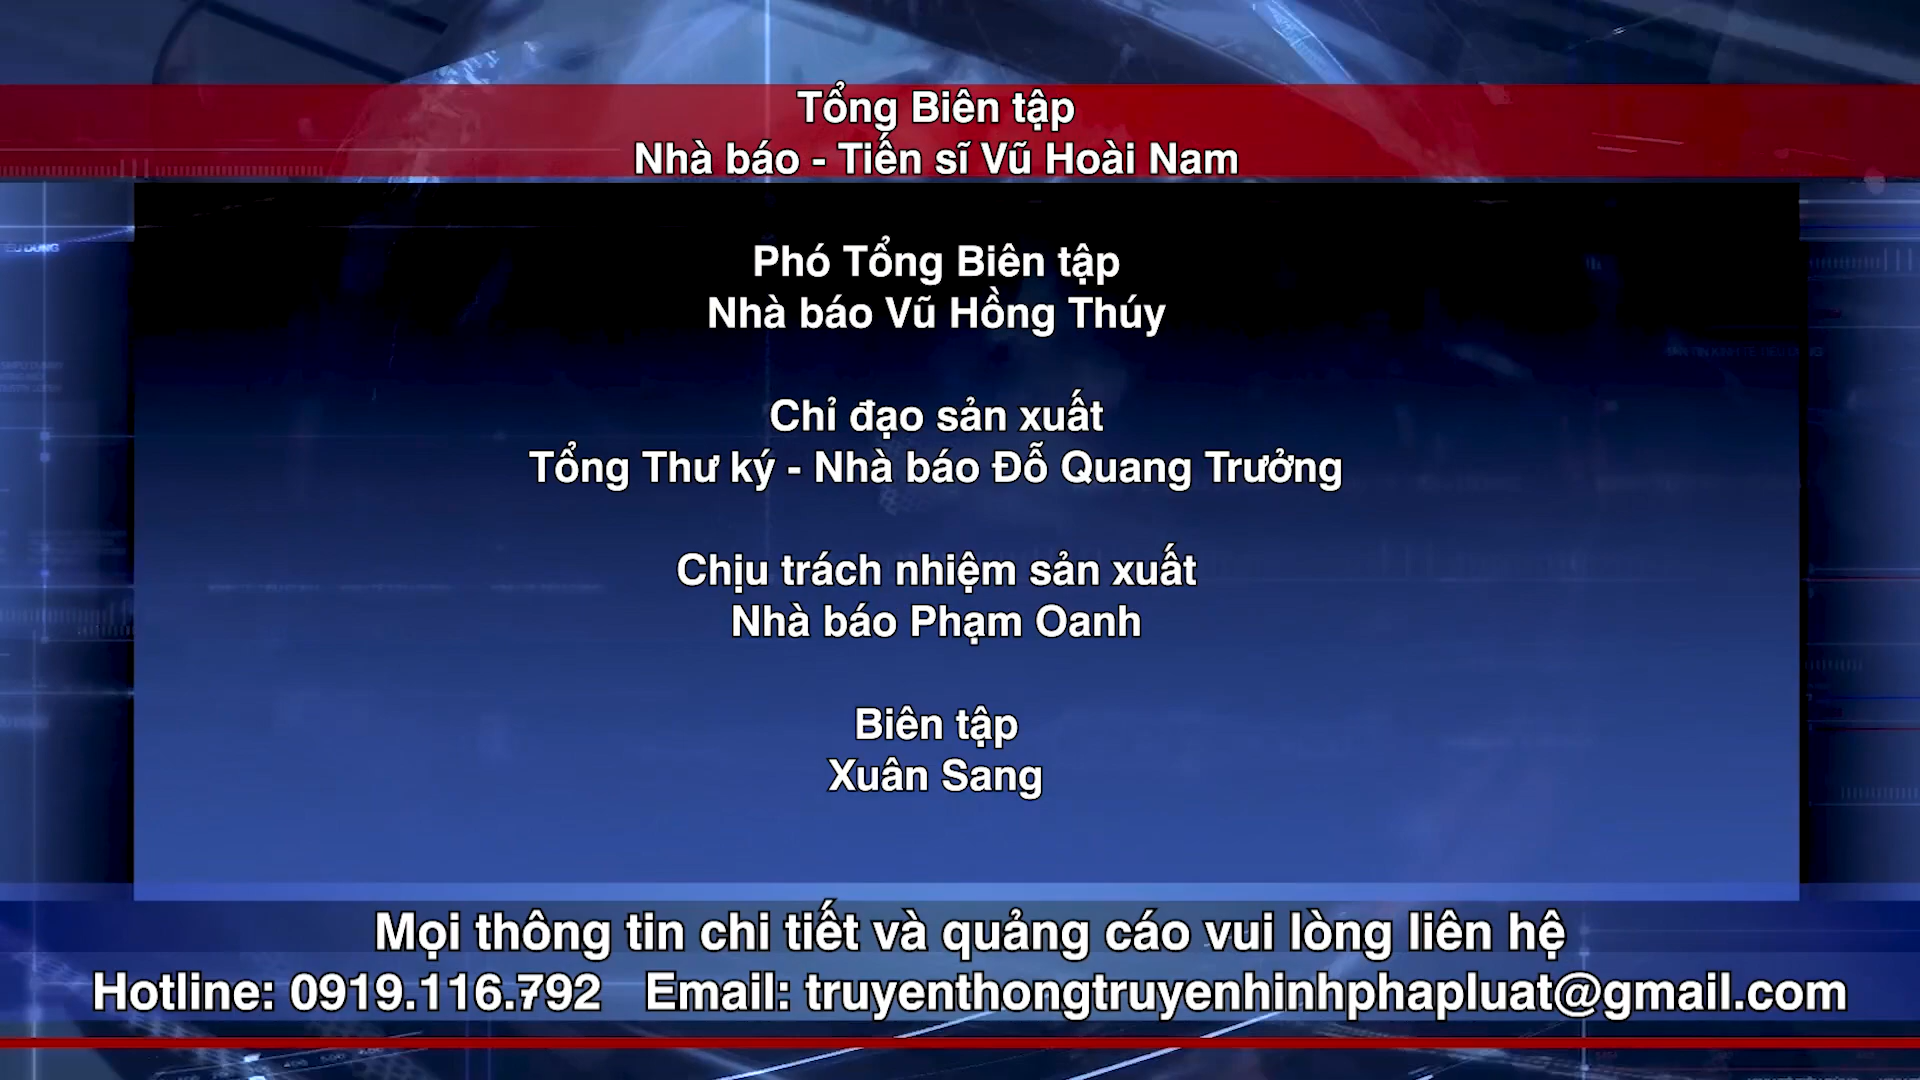 Tổng Biên tập
Nhà báo - Tiến sĩ Vũ Hoài Nam
Phó Tổng Biên tập
Nhà báo Vũ Hồng Thúy
Chỉ đạo sản xuất
Tổng Thư ký - Nhà báo Đỗ Quang Trưởng
Chịu trách nhiệm sản xuất
Nhà báo Phạm Oanh
Biên tập
Xuân Sang
Mọi thông tin chi tiết và quảng cáo vui lòng liên hệ
Hotline: 0919.116.792 Email: truyenthongtruyenhinhphapluat@gmail.com